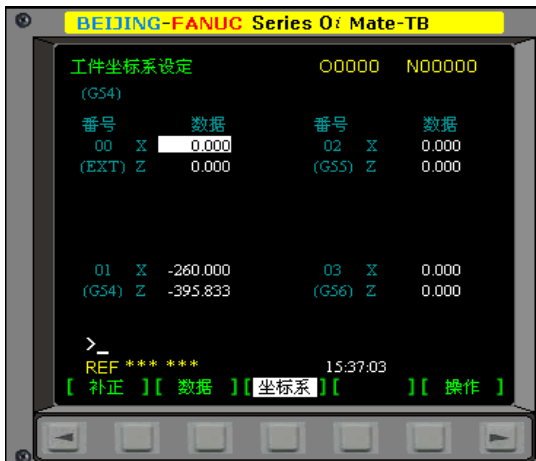 BEIJING-FANUC Series 0i Mate-TB
工件坐标系设定 O0000 N00000
(G54)
番号 数据 番号 数据
00 X 0.000 02 X 0.000
(EXT) Z 0.000 (G55) Z 0.000
01 X -260.000 03 X 0.000
(G54) Z -395.833 (G56) Z 0.000
>_
REF *** *** 15:37:03
[ 补正 ][ 数据 ][ 坐标系 ][ ][ 操作 ]